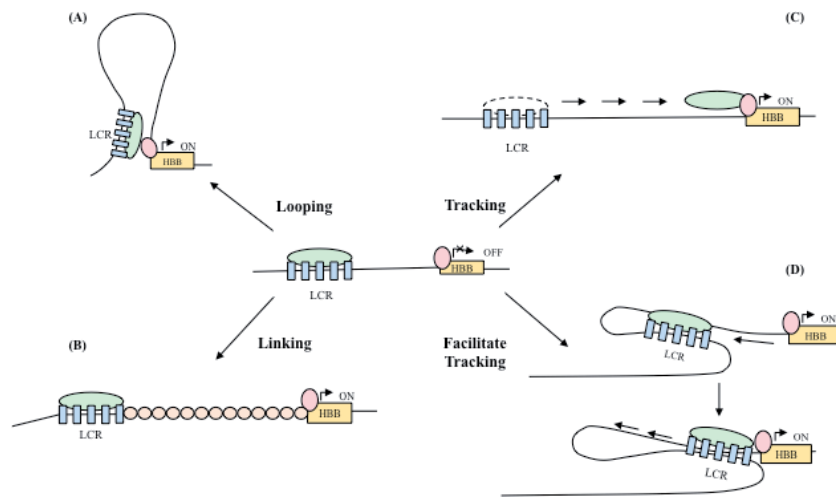 (A)
LCR
ON
HBB
Looping
(C)
LCR
ON
HBB
Tracking
LCR
OFF
HBB
(B)
Linking
LCR
ON
HBB
(D)
Facilitate
Tracking
LCR
ON
HBB
LCR
ON
HBB